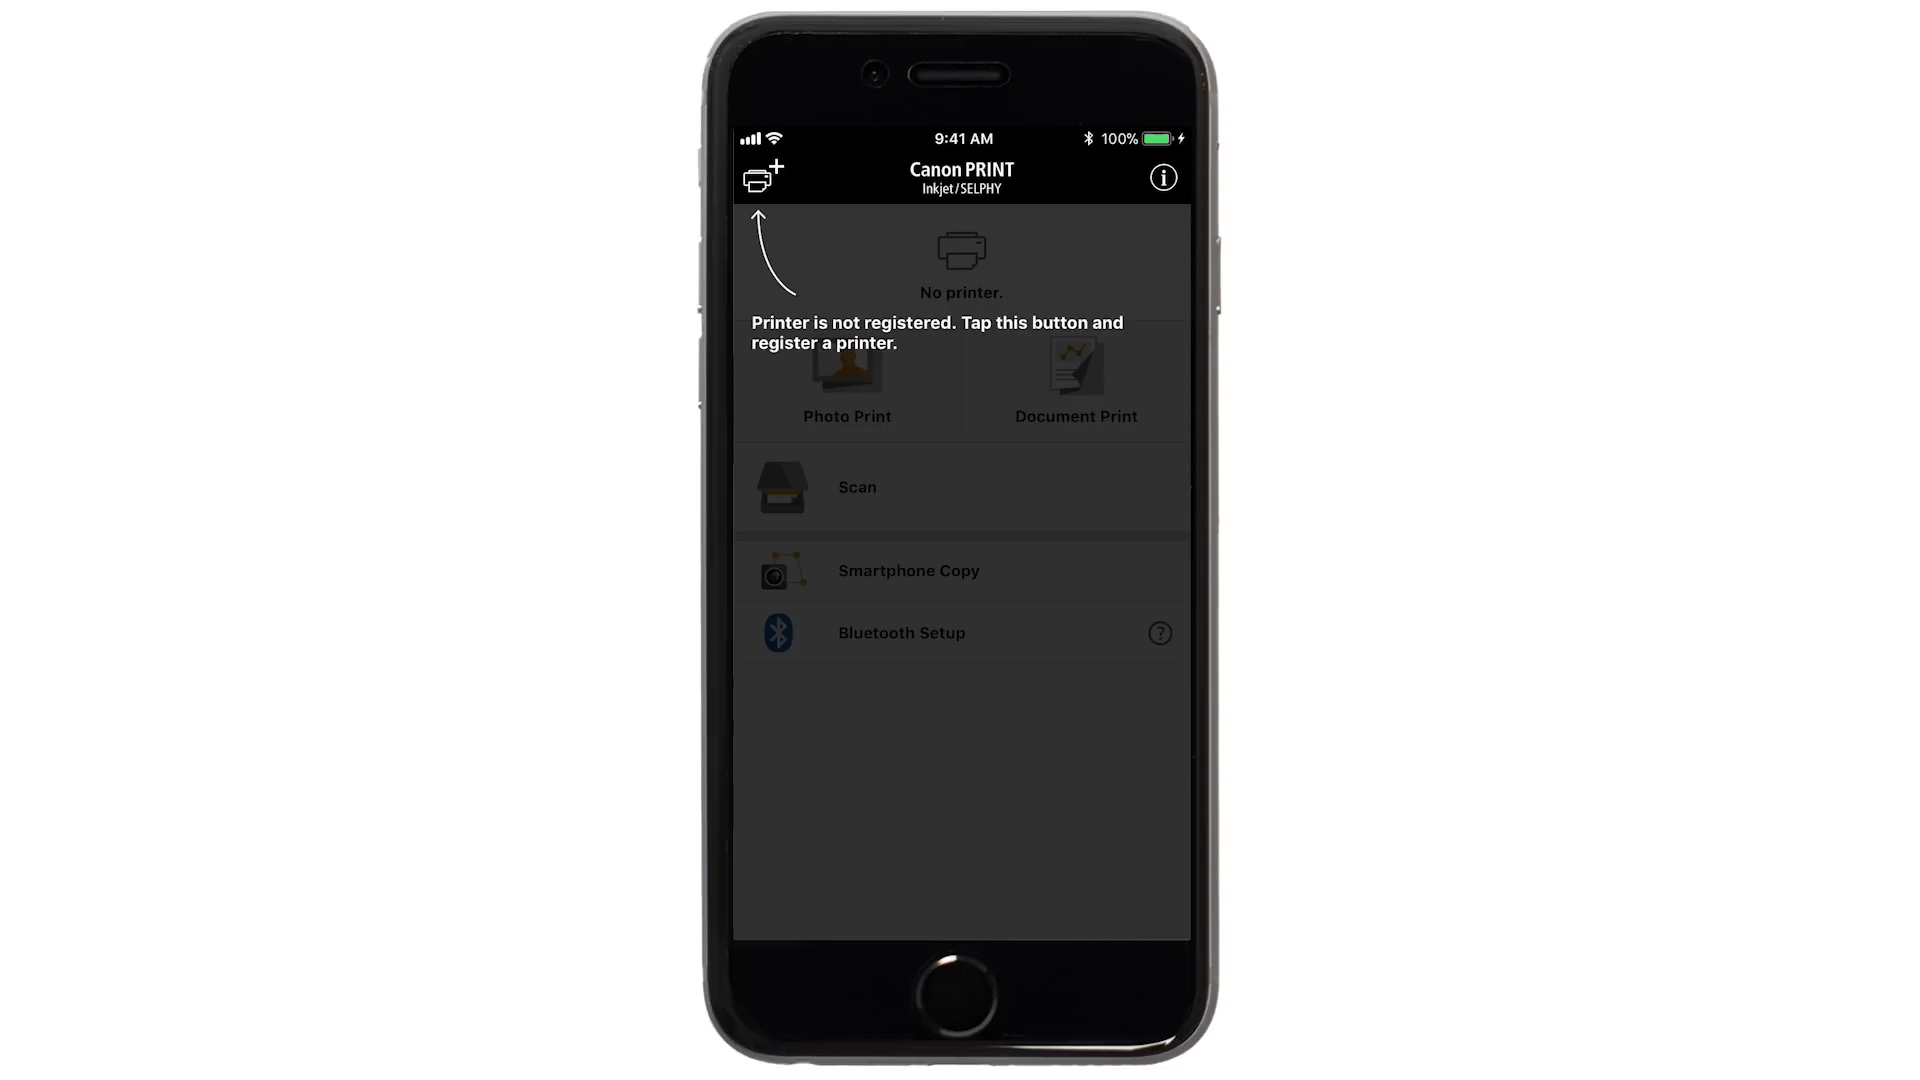 9:41 AM
100%
Canon PRINT
Inkjet/SELPHY
No printer.
Printer is not registered. Tap this button and
register a printer.
Photo Print
Document Print
Scan
Smartphone Copy
Bluetooth Setup